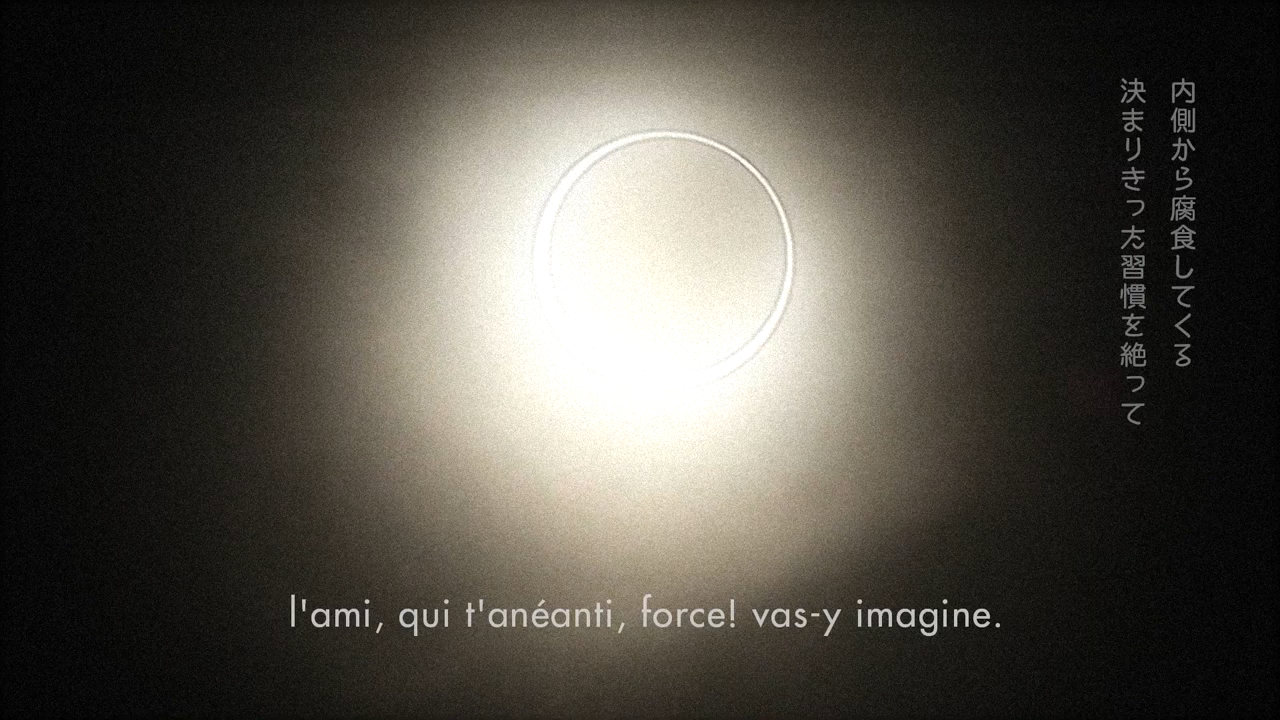 内側から腐食してくる
決まりきった習慣を絶って
l'ami, qui t'anéanti, force! vas-y imagine.